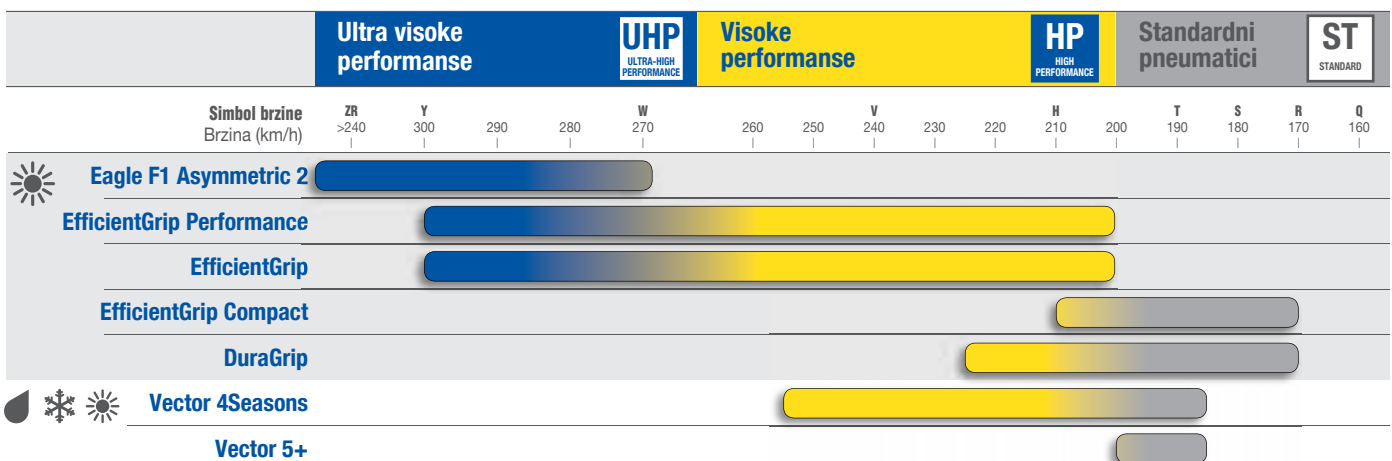 Ultra visoke
performanse
UHP
ULTRA-HIGH
PERFORMANCE
Visoke
performanse
HP
HIGH
PERFORMANCE
Standardni
pneumatici
ST
STANDARD
Simbol brzine ZR Y W V H T S R Q
Brzina (km/h) >240 300 290 280 270 260 250 240 230 220 210 200 190 180 170 160
Eagle F1 Asymmetric 2
EfficientGrip Performance
EfficientGrip
EfficientGrip Compact
DuraGrip
Vector 4Seasons
Vector 5+